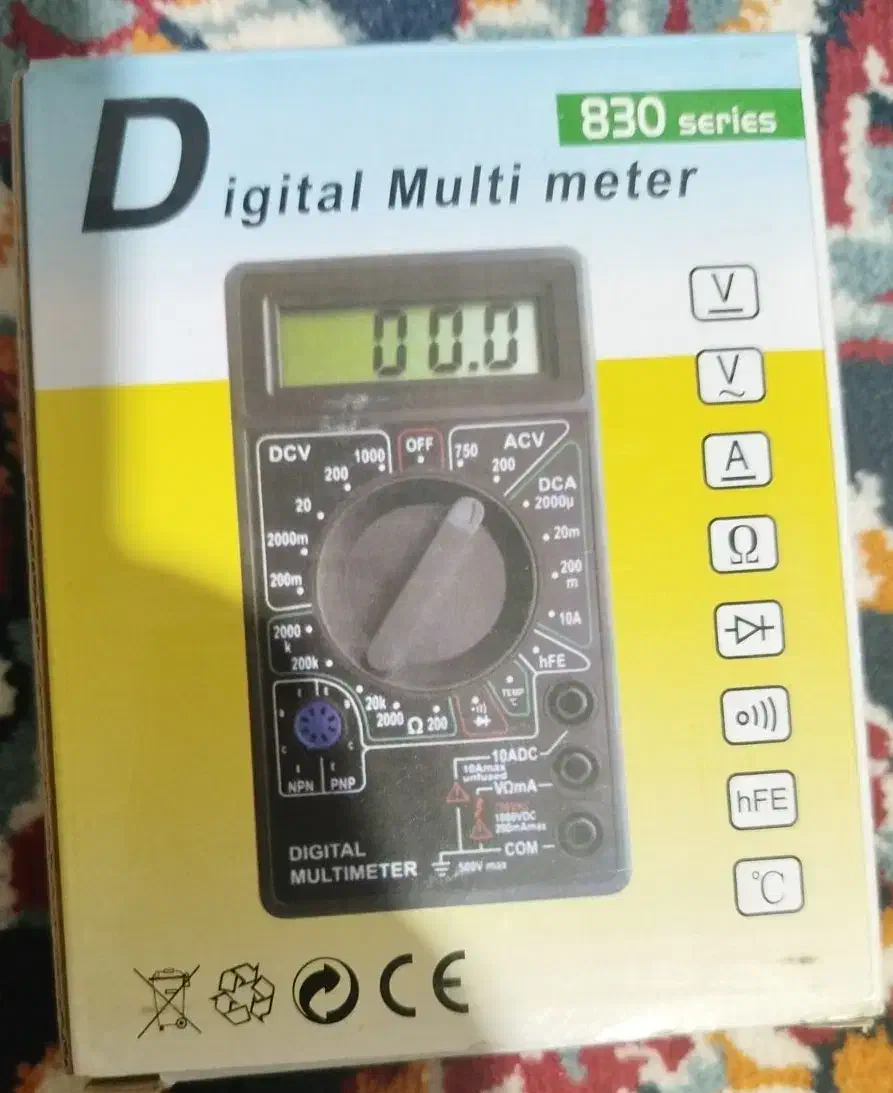 830 series
Digital Multi meter
00.0
V
V
A
Ω
hFE
℃
DCV
1000
OFF
750
ACV
200
200
DCA
20
2000µ
2000m
20m
200m
200
m
10A
2000
k
200k
hFE
TEMP
℃
20k
2000
Ω
200
E
B
C
E
NPN
PNP
10ADC
10Amax
unfused
VΩmA
1000VDC
200mAmax
COM
500V max
DIGITAL
MULTIMETER
CE